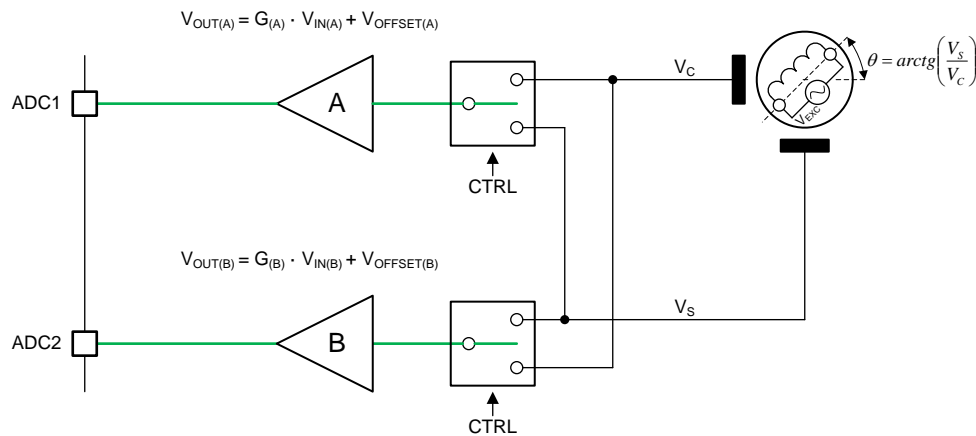 V_OUT(A) = G_(A) · V_IN(A) + V_OFFSET(A)
ADC1
A
CTRL
V_C
V_EXC
θ = arctg(V_S/V_C)
V_OUT(B) = G_(B) · V_IN(B) + V_OFFSET(B)
ADC2
B
CTRL
V_S